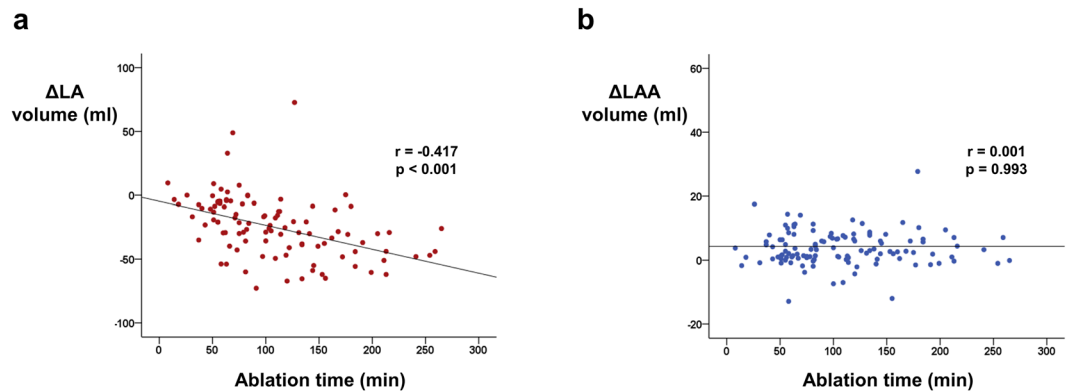 a
ΔLA
volume (ml)
100
50
0
-50
-100
r = -0.417
p < 0.001
0 50 100 150 200 250 300
Ablation time (min)
b
ΔLAA
volume (ml)
60
40
20
0
-20
r = 0.001
p = 0.993
0 50 100 150 200 250 300
Ablation time (min)